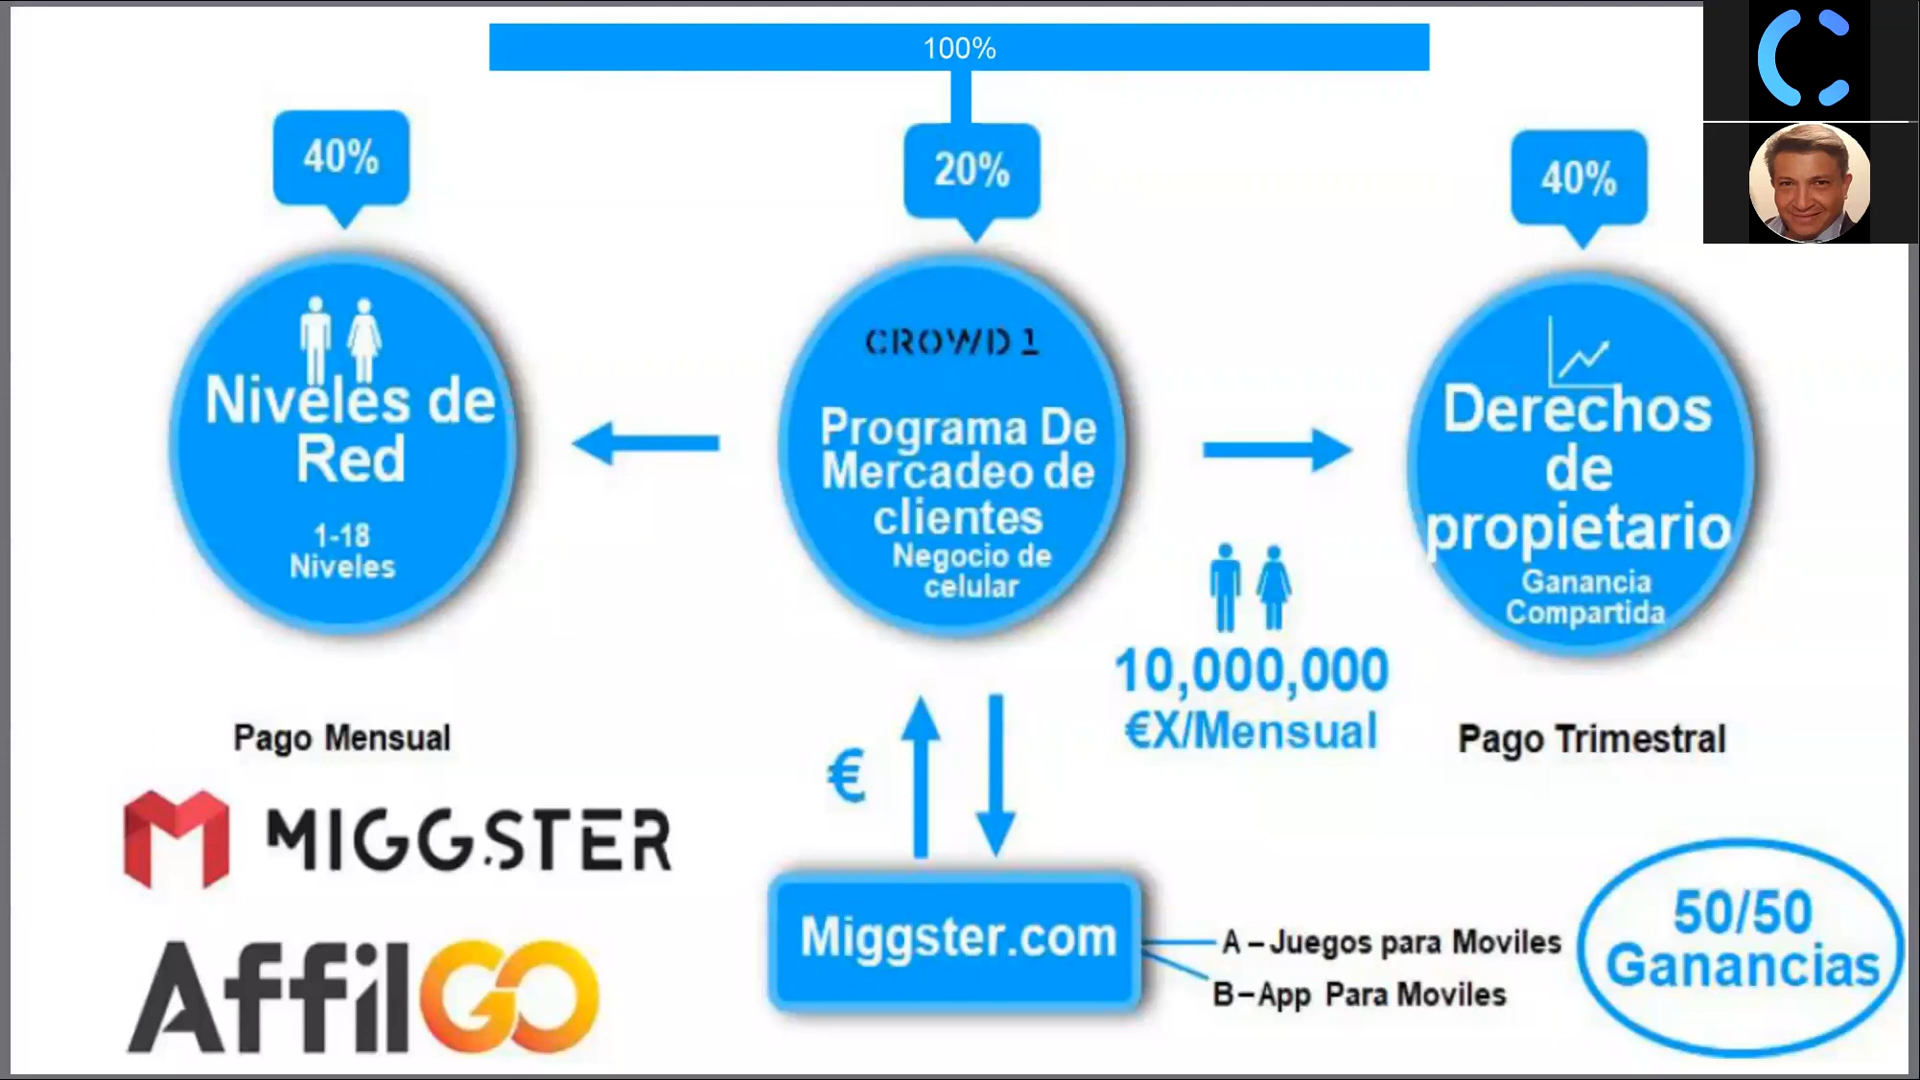 100%
40%
20%
40%
Niveles de
Red
1-18
Niveles
CROWD 1
Programa De
Mercadeo de
clientes
Negocio de
celular
Derechos
de
propietario
Ganancia
Compartida
10,000,000
€X/Mensual
Pago Mensual
Pago Trimestral
€
MIGGSTER
AffilGO
Miggster.com
A – Juegos para Moviles
B – App Para Moviles
50/50
Ganancias